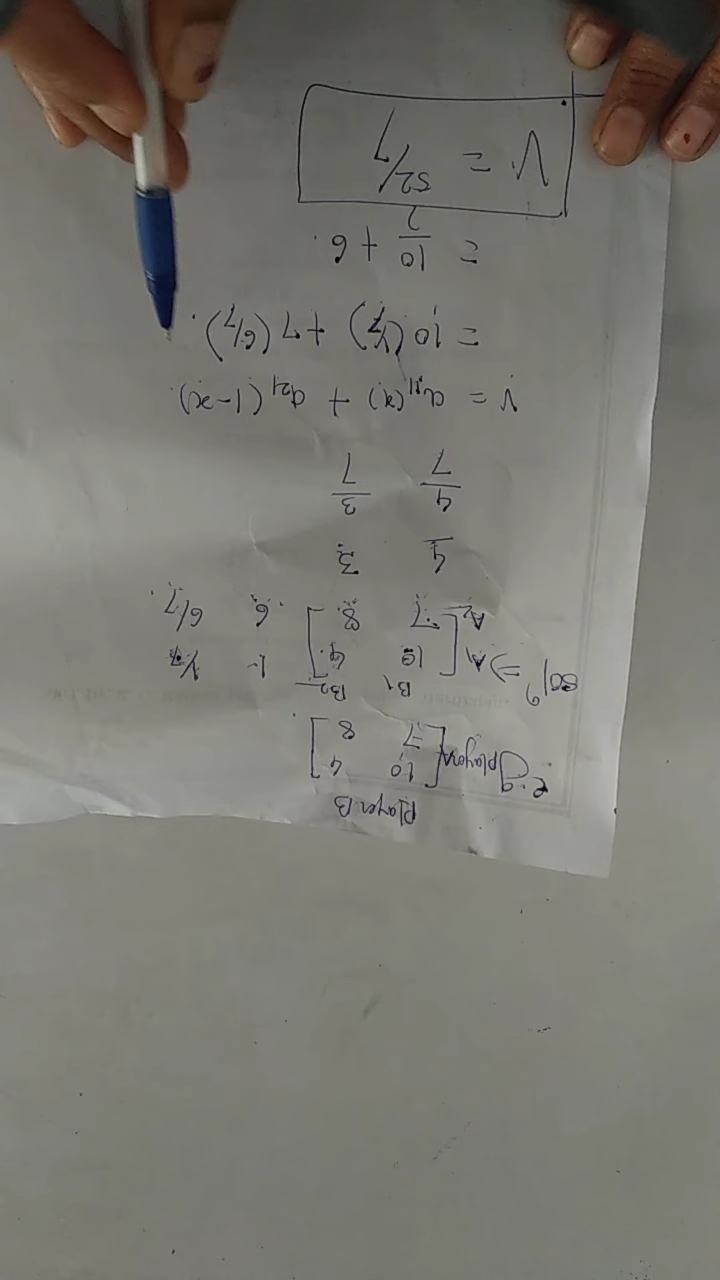 Player B
e.g Player A [ 10 4
7 8 ].
B1 B2
sol? => A1 [ 10 4. 1 1/7
A2 7 8 ] 6. 6/7.
4 3
4/7 3/7
V = a11(x) + a21(1-x).
= 10(1/7) + 7(6/7).
= 10/7 + 6.
V = 52/7